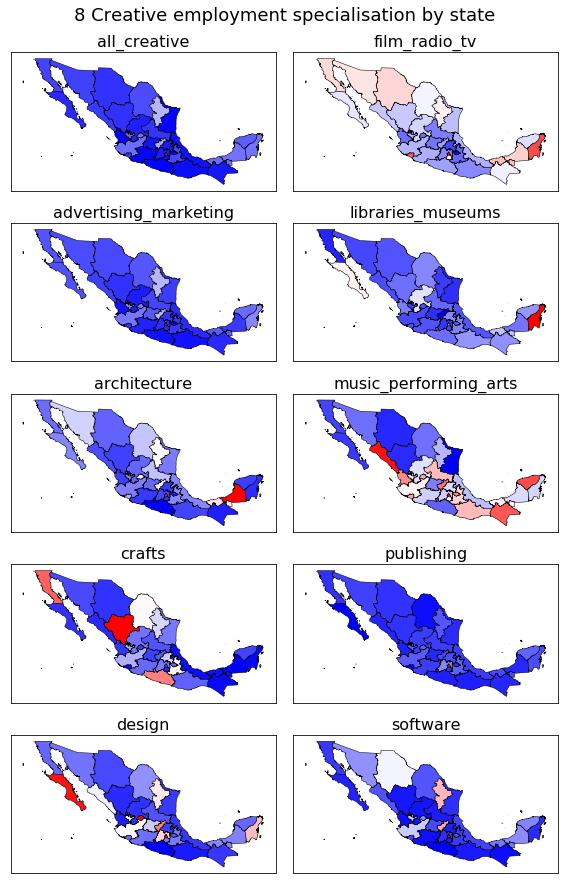 8 Creative employment specialisation by state
all_creative
film_radio_tv
advertising_marketing
libraries_museums
architecture
music_performing_arts
crafts
publishing
design
software